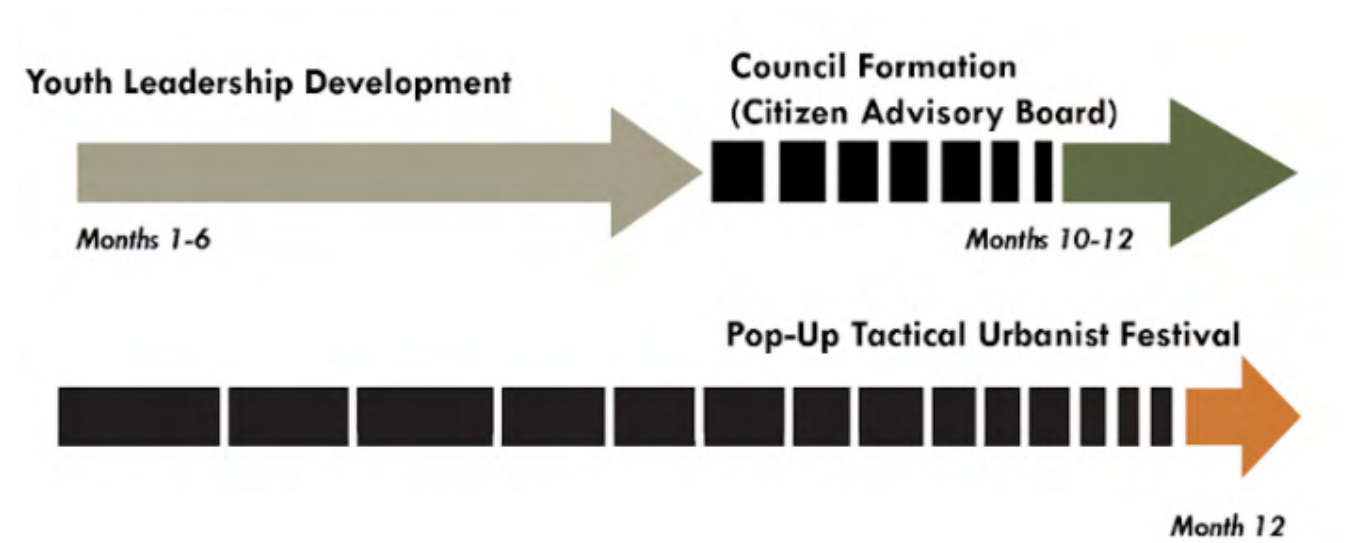 Youth Leadership Development
Council Formation
(Citizen Advisory Board)
Months 1-6
Months 10-12
Pop-Up Tactical Urbanist Festival
Month 12